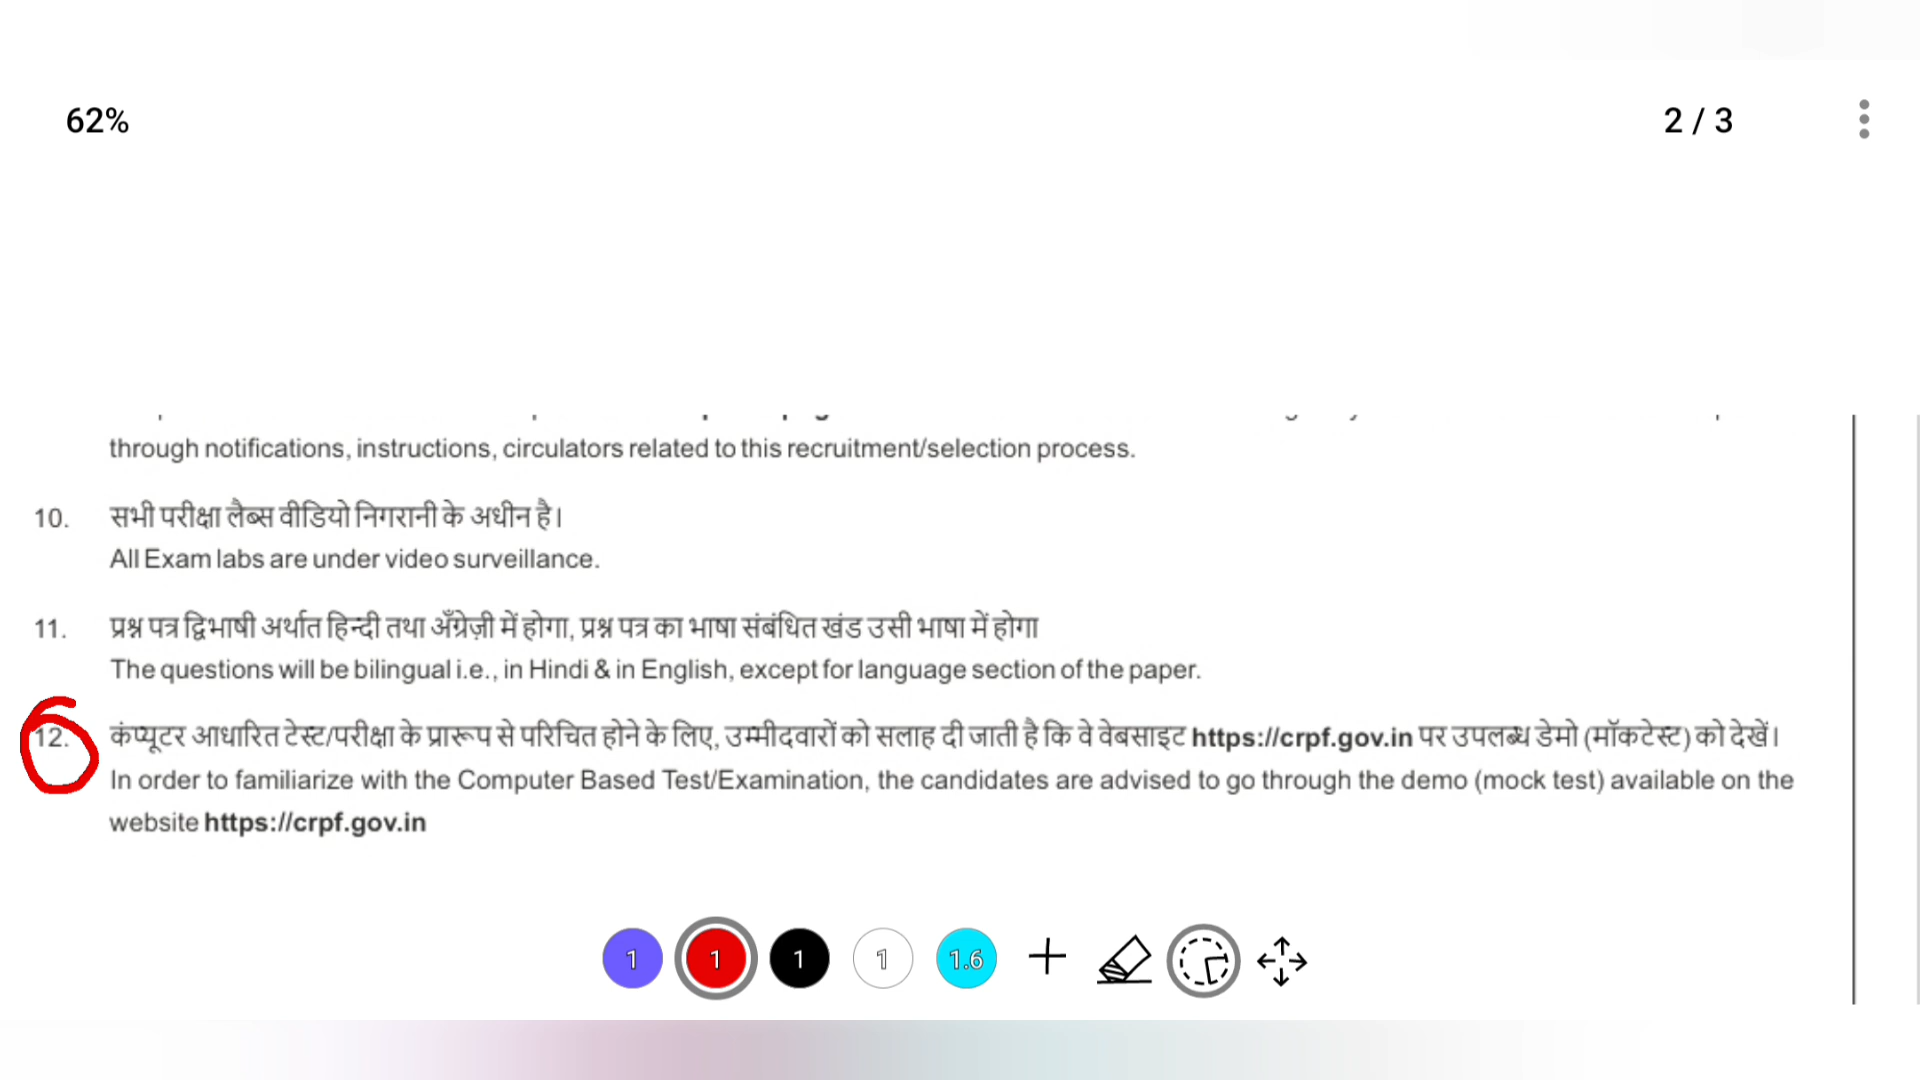 62%
2 / 3
through notifications, instructions, circulators related to this recruitment/selection process.
10. सभी परीक्षा लैब्स वीडियो निगरानी के अधीन है।
All Exam labs are under video surveillance.
11. प्रश्न पत्र द्विभाषी अर्थात हिन्दी तथा अँग्रेज़ी में होगा, प्रश्न पत्र का भाषा संबंधित खंड उसी भाषा में होगा
The questions will be bilingual i.e., in Hindi & in English, except for language section of the paper.
12. कंप्यूटर आधारित टेस्ट/परीक्षा के प्रारूप से परिचित होने के लिए, उम्मीदवारों को सलाह दी जाती है कि वे वेबसाइट https://crpf.gov.in पर उपलब्ध डेमो (मॉकटेस्ट) को देखें।
In order to familiarize with the Computer Based Test/Examination, the candidates are advised to go through the demo (mock test) available on the
website https://crpf.gov.in
1 1 1 1 1.6